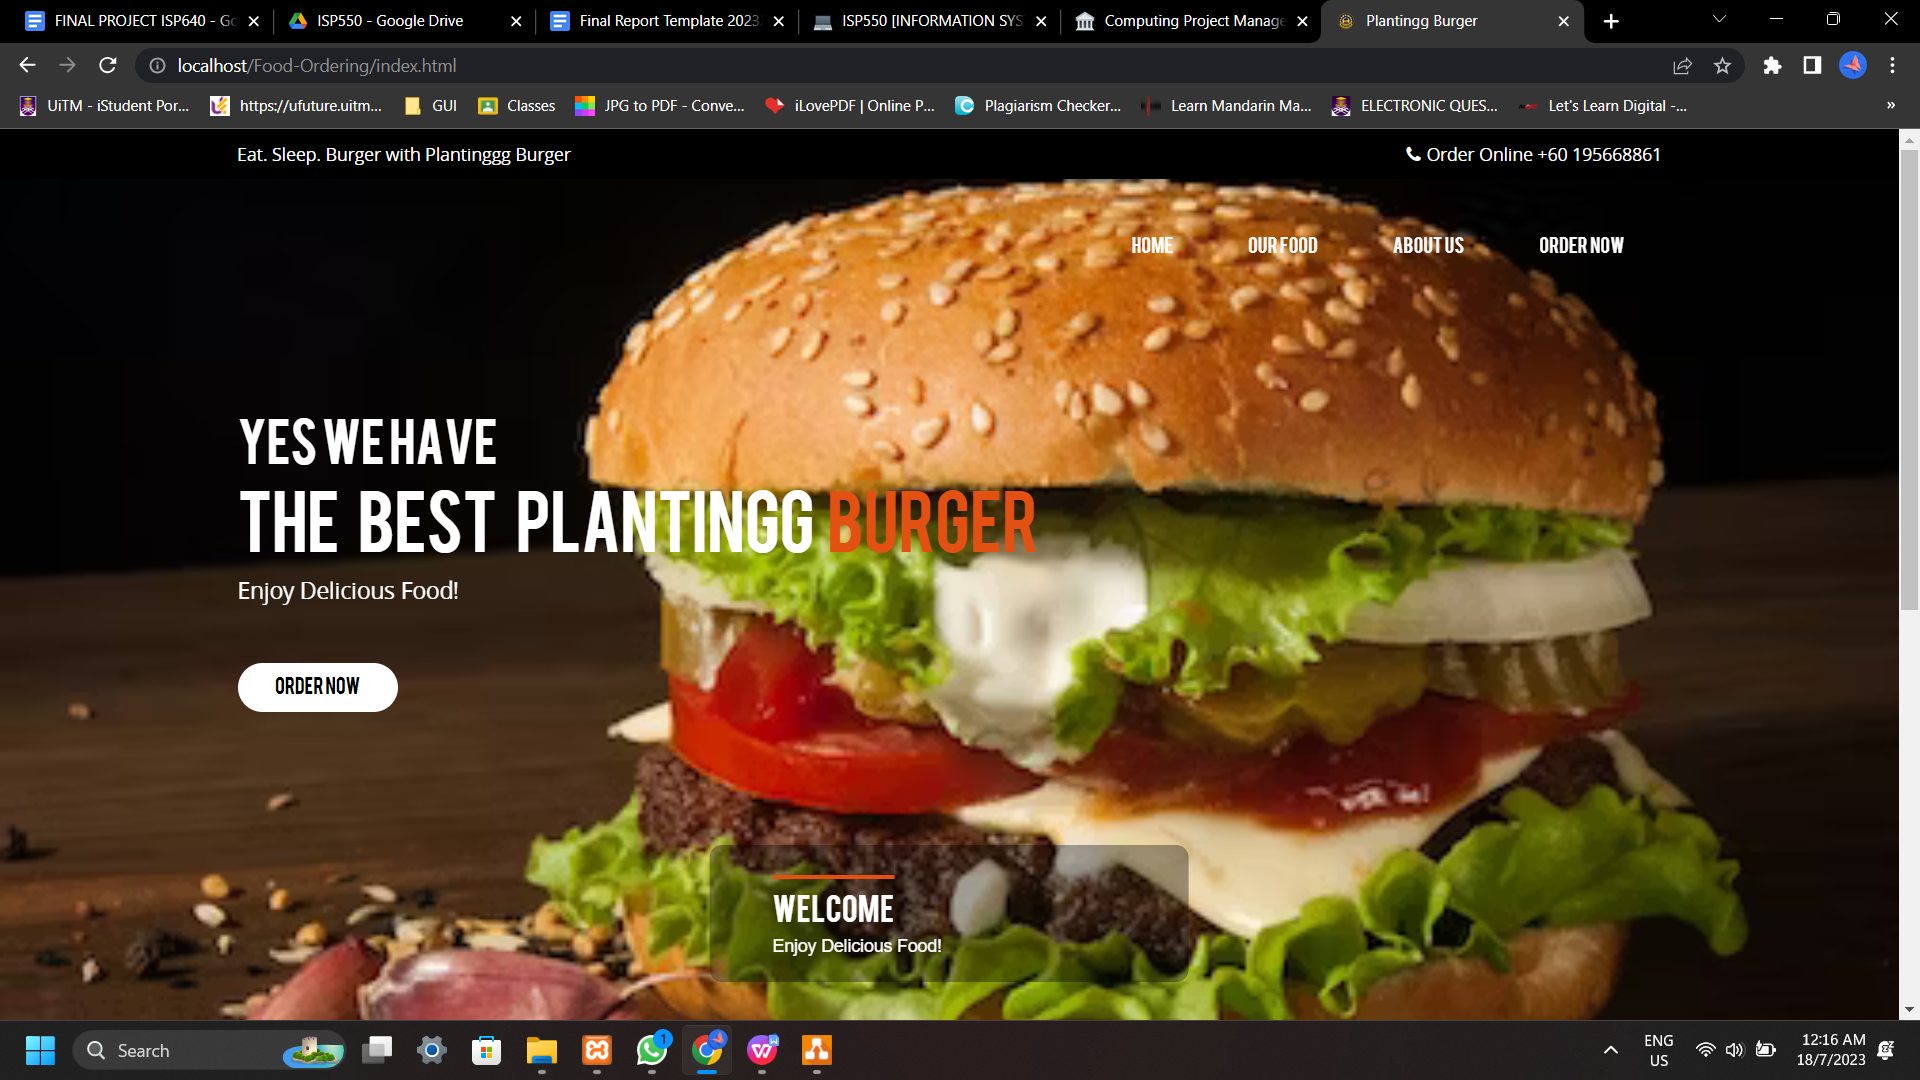 FINAL PROJECT ISP640 - Go
ISP550 - Google Drive
Final Report Template 2023
ISP550 [INFORMATION SYS
Computing Project Manage
Plantingg Burger
localhost/Food-Ordering/index.html
UiTM - iStudent Por...
https://ufuture.uitm...
GUI
Classes
JPG to PDF - Conve...
iLovePDF | Online P...
Plagiarism Checker...
Learn Mandarin Ma...
ELECTRONIC QUES...
Let's Learn Digital -...
»
Eat. Sleep. Burger with Plantinggg Burger
Order Online +60 195668861
HOME
OUR FOOD
ABOUT US
ORDER NOW
YES WE HAVE
THE BEST PLANTINGG BURGER
Enjoy Delicious Food!
ORDER NOW
WELCOME
Enjoy Delicious Food!
Search
1
ENG
US
12:16 AM
18/7/2023